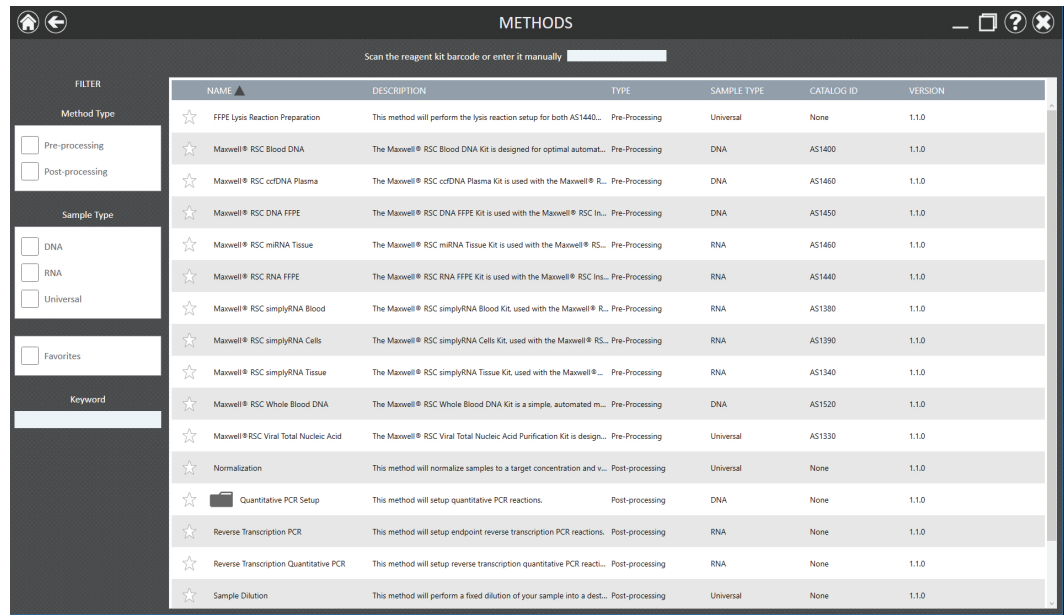 METHODS
Scan the reagent kit barcode or enter it manually
FILTER
Method Type
Pre-processing
Post-processing
Sample Type
DNA
RNA
Universal
Favorites
Keyword
NAME DESCRIPTION TYPE SAMPLE TYPE CATALOG ID VERSION
FFPE Lysis Reaction Preparation This method will perform the lysis reaction setup for both AS1440... Pre-Processing Universal None 1.1.0
Maxwell® RSC Blood DNA The Maxwell® RSC Blood DNA Kit is designed for optimal automat... Pre-Processing DNA AS1400 1.1.0
Maxwell® RSC ccfDNA Plasma The Maxwell® RSC ccfDNA Plasma Kit is used with the Maxwell® R... Pre-Processing DNA AS1460 1.1.0
Maxwell® RSC DNA FFPE The Maxwell® RSC DNA FFPE Kit is used with the Maxwell® RSC In... Pre-Processing DNA AS1450 1.1.0
Maxwell® RSC miRNA Tissue The Maxwell® RSC miRNA Tissue Kit is used with the Maxwell® RS... Pre-Processing RNA AS1460 1.1.0
Maxwell® RSC RNA FFPE The Maxwell® RSC RNA FFPE Kit is used with the Maxwell® RSC Ins... Pre-Processing RNA AS1440 1.1.0
Maxwell® RSC simplyRNA Blood The Maxwell® RSC simplyRNA Blood Kit, used with the Maxwell® R... Pre-Processing RNA AS1380 1.1.0
Maxwell® RSC simplyRNA Cells The Maxwell® RSC simplyRNA Cells Kit, used with the Maxwell® RS... Pre-Processing RNA AS1390 1.1.0
Maxwell® RSC simplyRNA Tissue The Maxwell® RSC simplyRNA Tissue Kit, used with the Maxwell®... Pre-Processing RNA AS1340 1.1.0
Maxwell® RSC Whole Blood DNA The Maxwell® RSC Whole Blood DNA Kit is a simple, automated m... Pre-Processing DNA AS1520 1.1.0
Maxwell®RSC Viral Total Nucleic Acid The Maxwell® RSC Viral Total Nucleic Acid Purification Kit is design... Pre-Processing Universal AS1330 1.1.0
Normalization This method will normalize samples to a target concentration and v... Post-processing Universal None 1.1.0
Quantitative PCR Setup This method will setup quantitative PCR reactions. Post-processing DNA None 1.1.0
Reverse Transcription PCR This method will setup endpoint reverse transcription PCR reactions. Post-processing RNA None 1.1.0
Reverse Transcription Quantitative PCR This method will setup reverse transcription quantitative PCR reacti... Post-processing RNA None 1.1.0
Sample Dilution This method will perform a fixed dilution of your sample into a dest... Post-processing Universal None 1.1.0